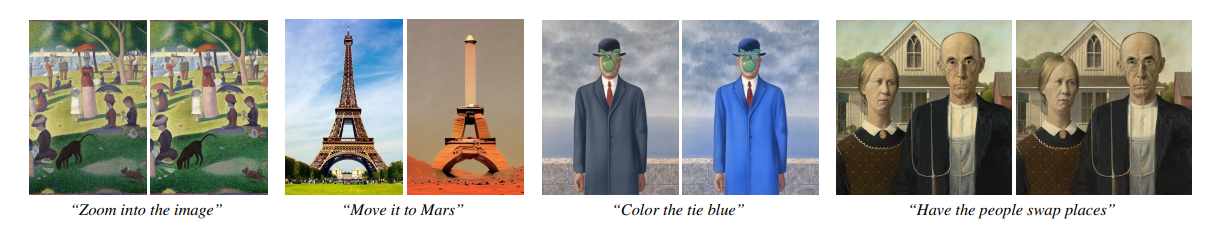 “Zoom into the image”
“Move it to Mars”
“Color the tie blue”
“Have the people swap places”